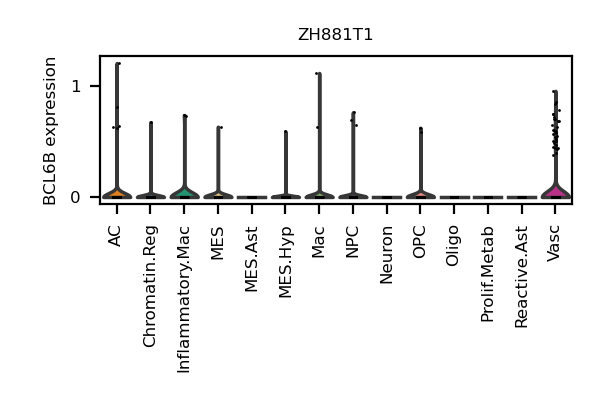 ZH881T1
BCL6B expression
1
0
AC
Chromatin.Reg
Inflammatory.Mac
MES
MES.Ast
MES.Hyp
Mac
NPC
Neuron
OPC
Oligo
Prolif.Metab
Reactive.Ast
Vasc